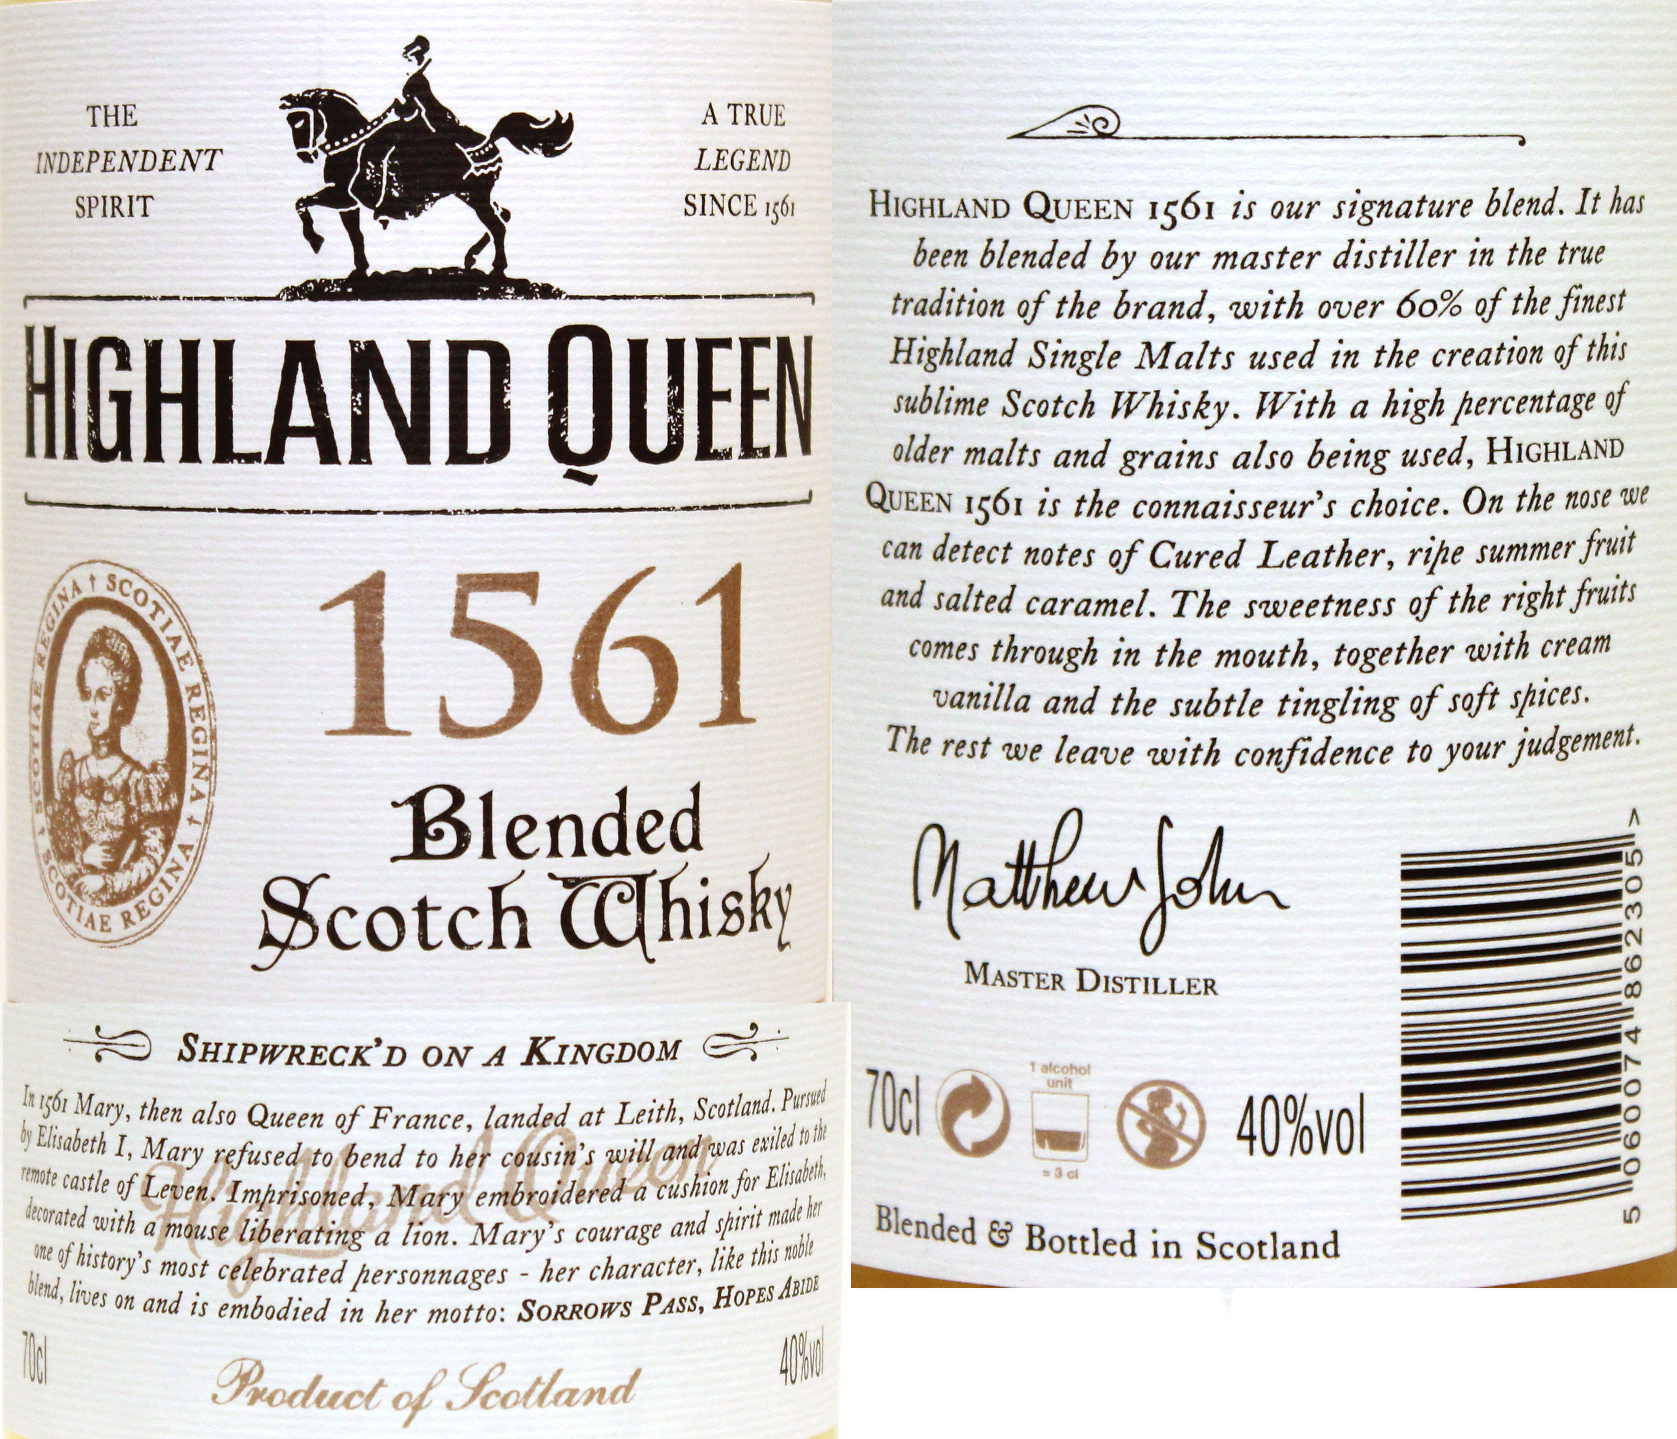 THE
INDEPENDENT
SPIRIT
A TRUE
LEGEND
SINCE 1561
HIGHLAND QUEEN
SCOTIAE REGINA † SCOTIAE REGINA † SCOTIAE REGINA
1561
Blended
Scotch Whisky
SHIPWRECK'D ON A KINGDOM
In 1561 Mary, then also Queen of France, landed at Leith, Scotland. Pursued
by Elisabeth I, Mary refused to bend to her cousin's will and was exiled to the
remote castle of Leven. Imprisoned, Mary embroidered a cushion for Elisabeth,
decorated with a mouse liberating a lion. Mary's courage and spirit made her
one of history's most celebrated personnages - her character, like this noble
blend, lives on and is embodied in her motto: SORROWS PASS, HOPES ABIDE
Highland Queen
70cl
40%vol
Product of Scotland
HIGHLAND QUEEN 1561 is our signature blend. It has
been blended by our master distiller in the true
tradition of the brand, with over 60% of the finest
Highland Single Malts used in the creation of this
sublime Scotch Whisky. With a high percentage of
older malts and grains also being used, HIGHLAND
QUEEN 1561 is the connaisseur's choice. On the nose we
can detect notes of Cured Leather, ripe summer fruit
and salted caramel. The sweetness of the right fruits
comes through in the mouth, together with cream
vanilla and the subtle tingling of soft spices.
The rest we leave with confidence to your judgement.
Matthew John
MASTER DISTILLER
70cl
1 alcohol
unit
= 3 cl
40%vol
Blended & Bottled in Scotland
5 060074 862305 >